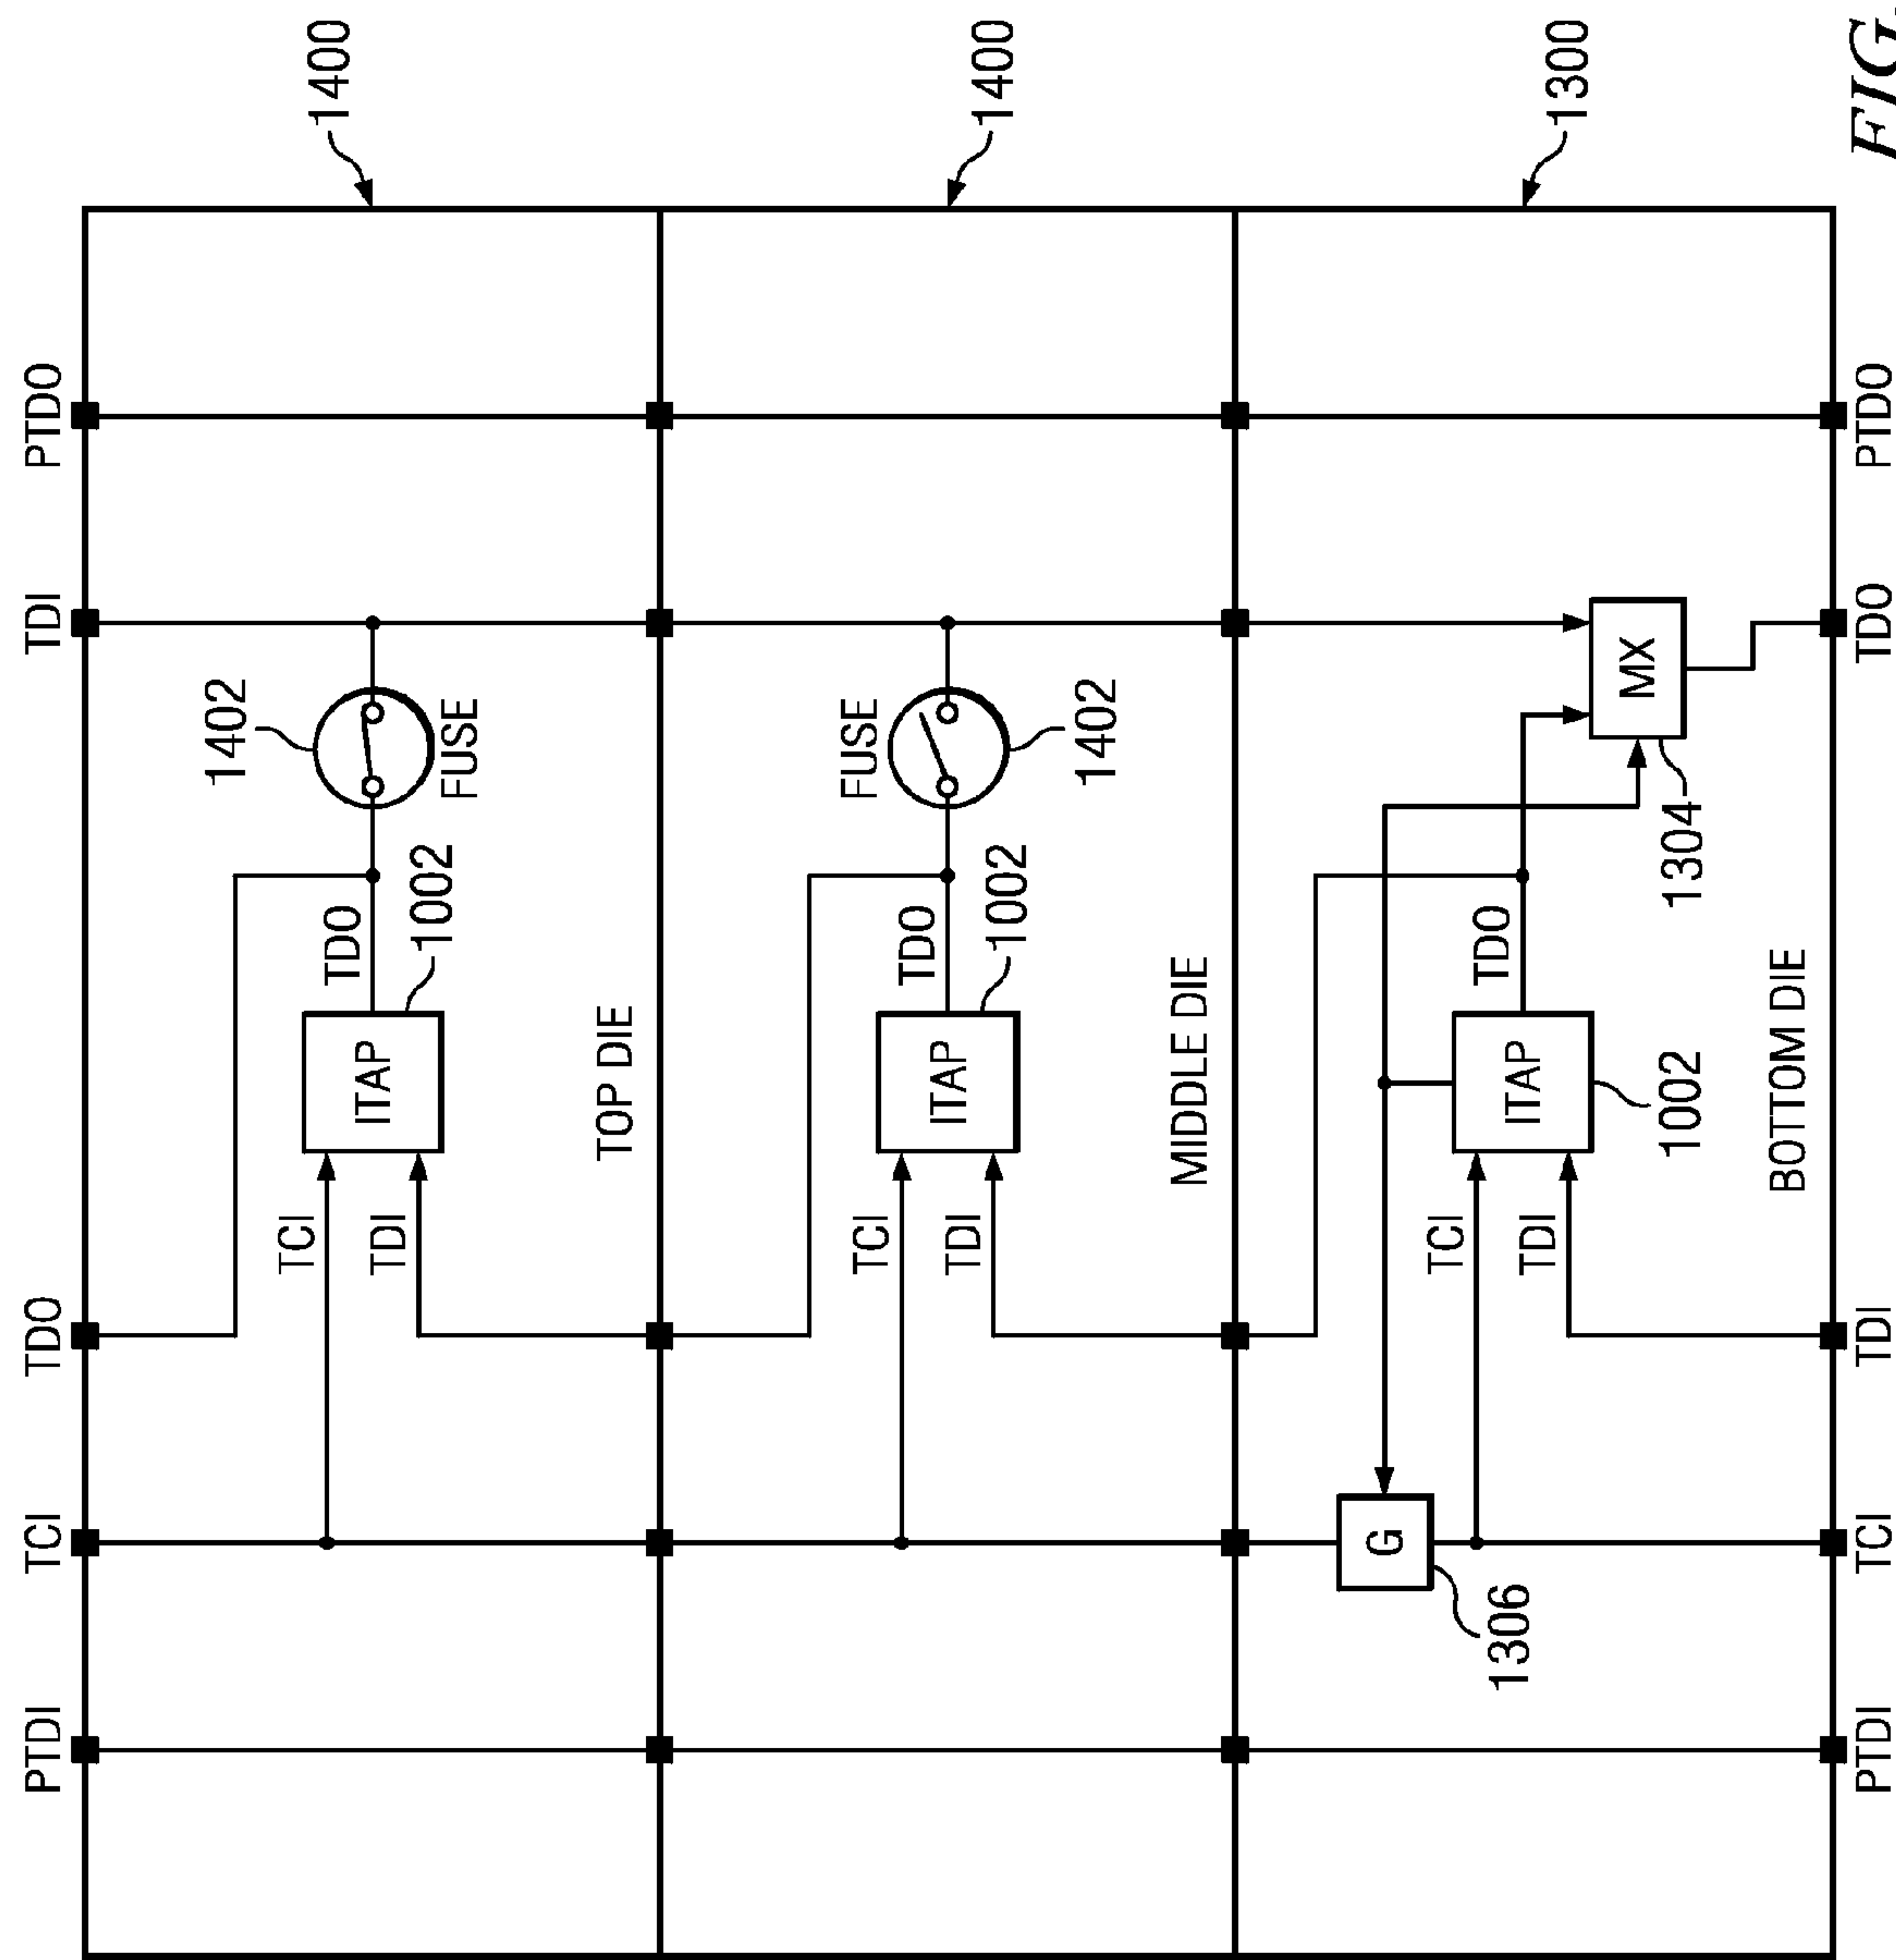 PTDI
TCI
TDO
TDI
PTDO
1400
1402
TCI
TDI
ITAP
TDO
1002
FUSE
TOP DIE
1400
FUSE
TCI
TDI
ITAP
TDO
1002
1402
MIDDLE DIE
1300
G
1306
TCI
TDI
ITAP
TDO
1002
MX
1304
BOTTOM DIE
PTDI
TCI
TDI
TDO
PTDO
FIG.